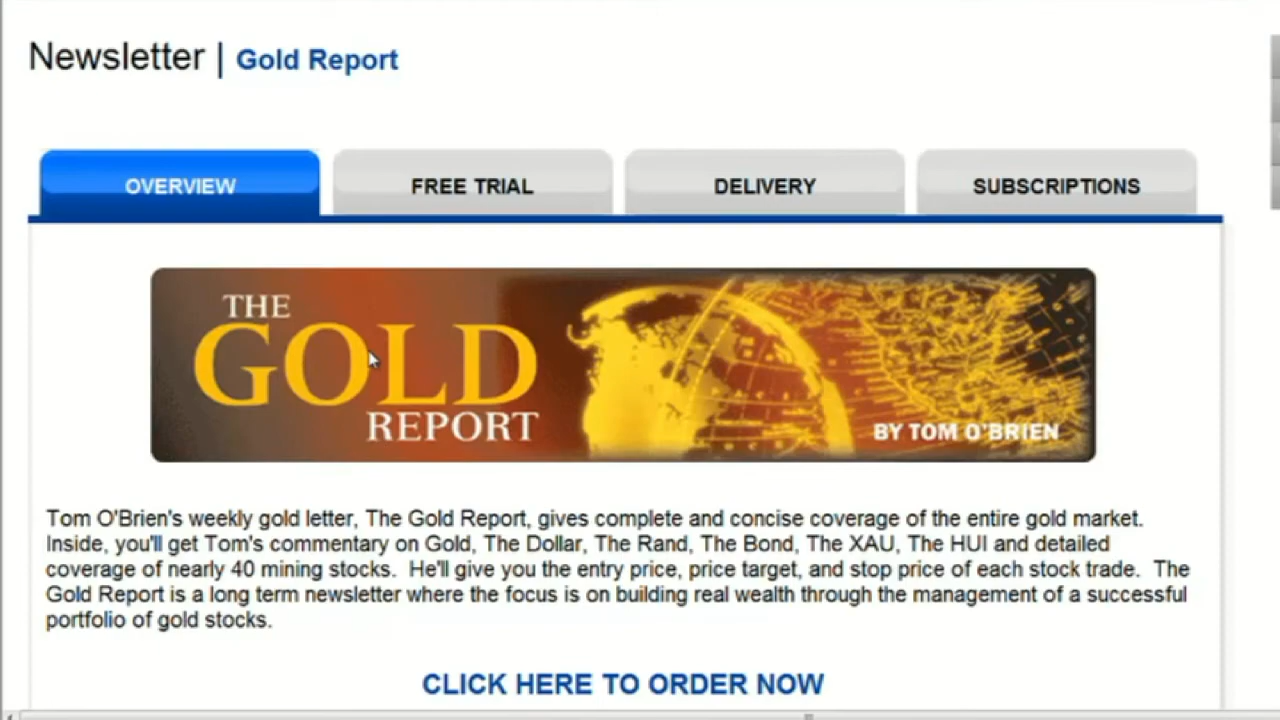 Newsletter | Gold Report
OVERVIEW
FREE TRIAL
DELIVERY
SUBSCRIPTIONS
THE
GOLD
REPORT
BY TOM O'BRIEN
Tom O'Brien's weekly gold letter, The Gold Report, gives complete and concise coverage of the entire gold market.
Inside, you'll get Tom's commentary on Gold, The Dollar, The Rand, The Bond, The XAU, The HUI and detailed
coverage of nearly 40 mining stocks.  He'll give you the entry price, price target, and stop price of each stock trade.  The
Gold Report is a long term newsletter where the focus is on building real wealth through the management of a successful
portfolio of gold stocks.
CLICK HERE TO ORDER NOW